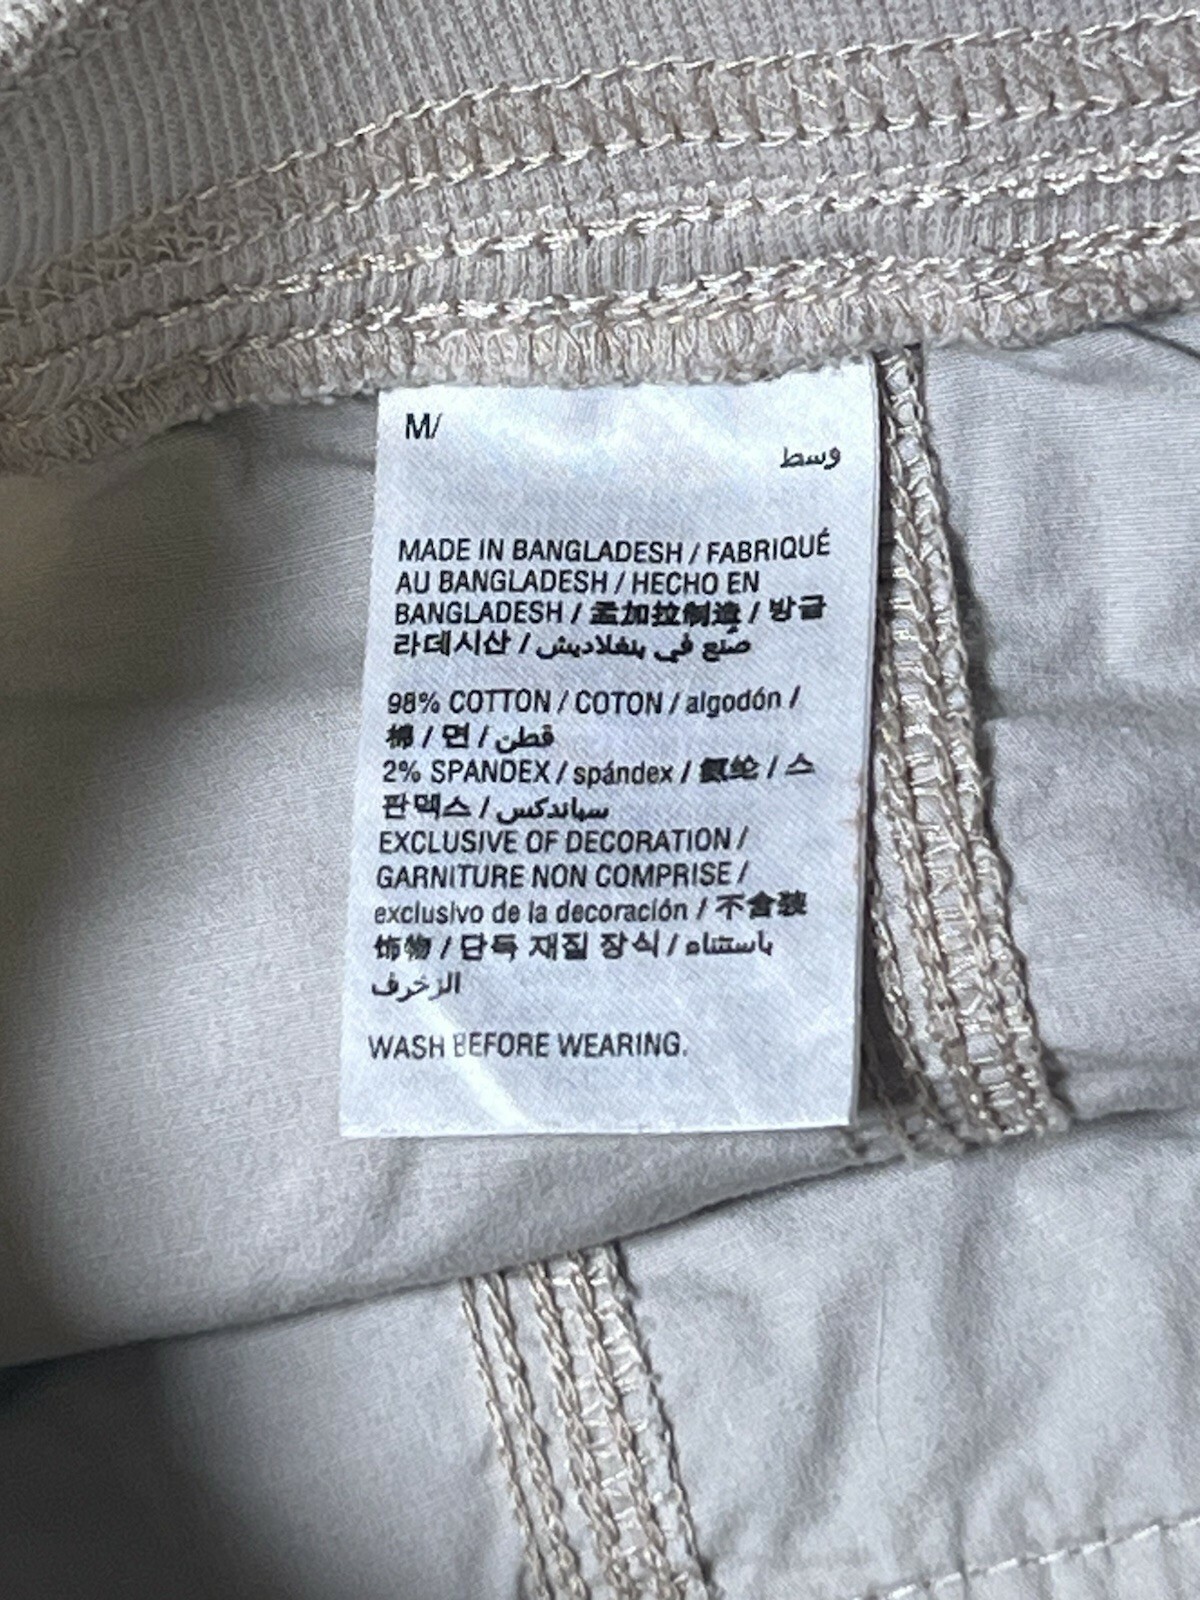 M/
وسط
MADE IN BANGLADESH / FABRIQUÉ
AU BANGLADESH / HECHO EN
BANGLADESH / 孟加拉制造 / 방글
라데시산 / صنع في بنغلاديش
98% COTTON / COTON / algodón /
棉 / 면 / قطن
2% SPANDEX / spándex / 氨纶 / 스
판덱스 / سباندكس
EXCLUSIVE OF DECORATION /
GARNITURE NON COMPRISE /
exclusivo de la decoración / 不含装
饰物 / 단독 재질 장식 / باستثناء
الزخرف
WASH BEFORE WEARING.